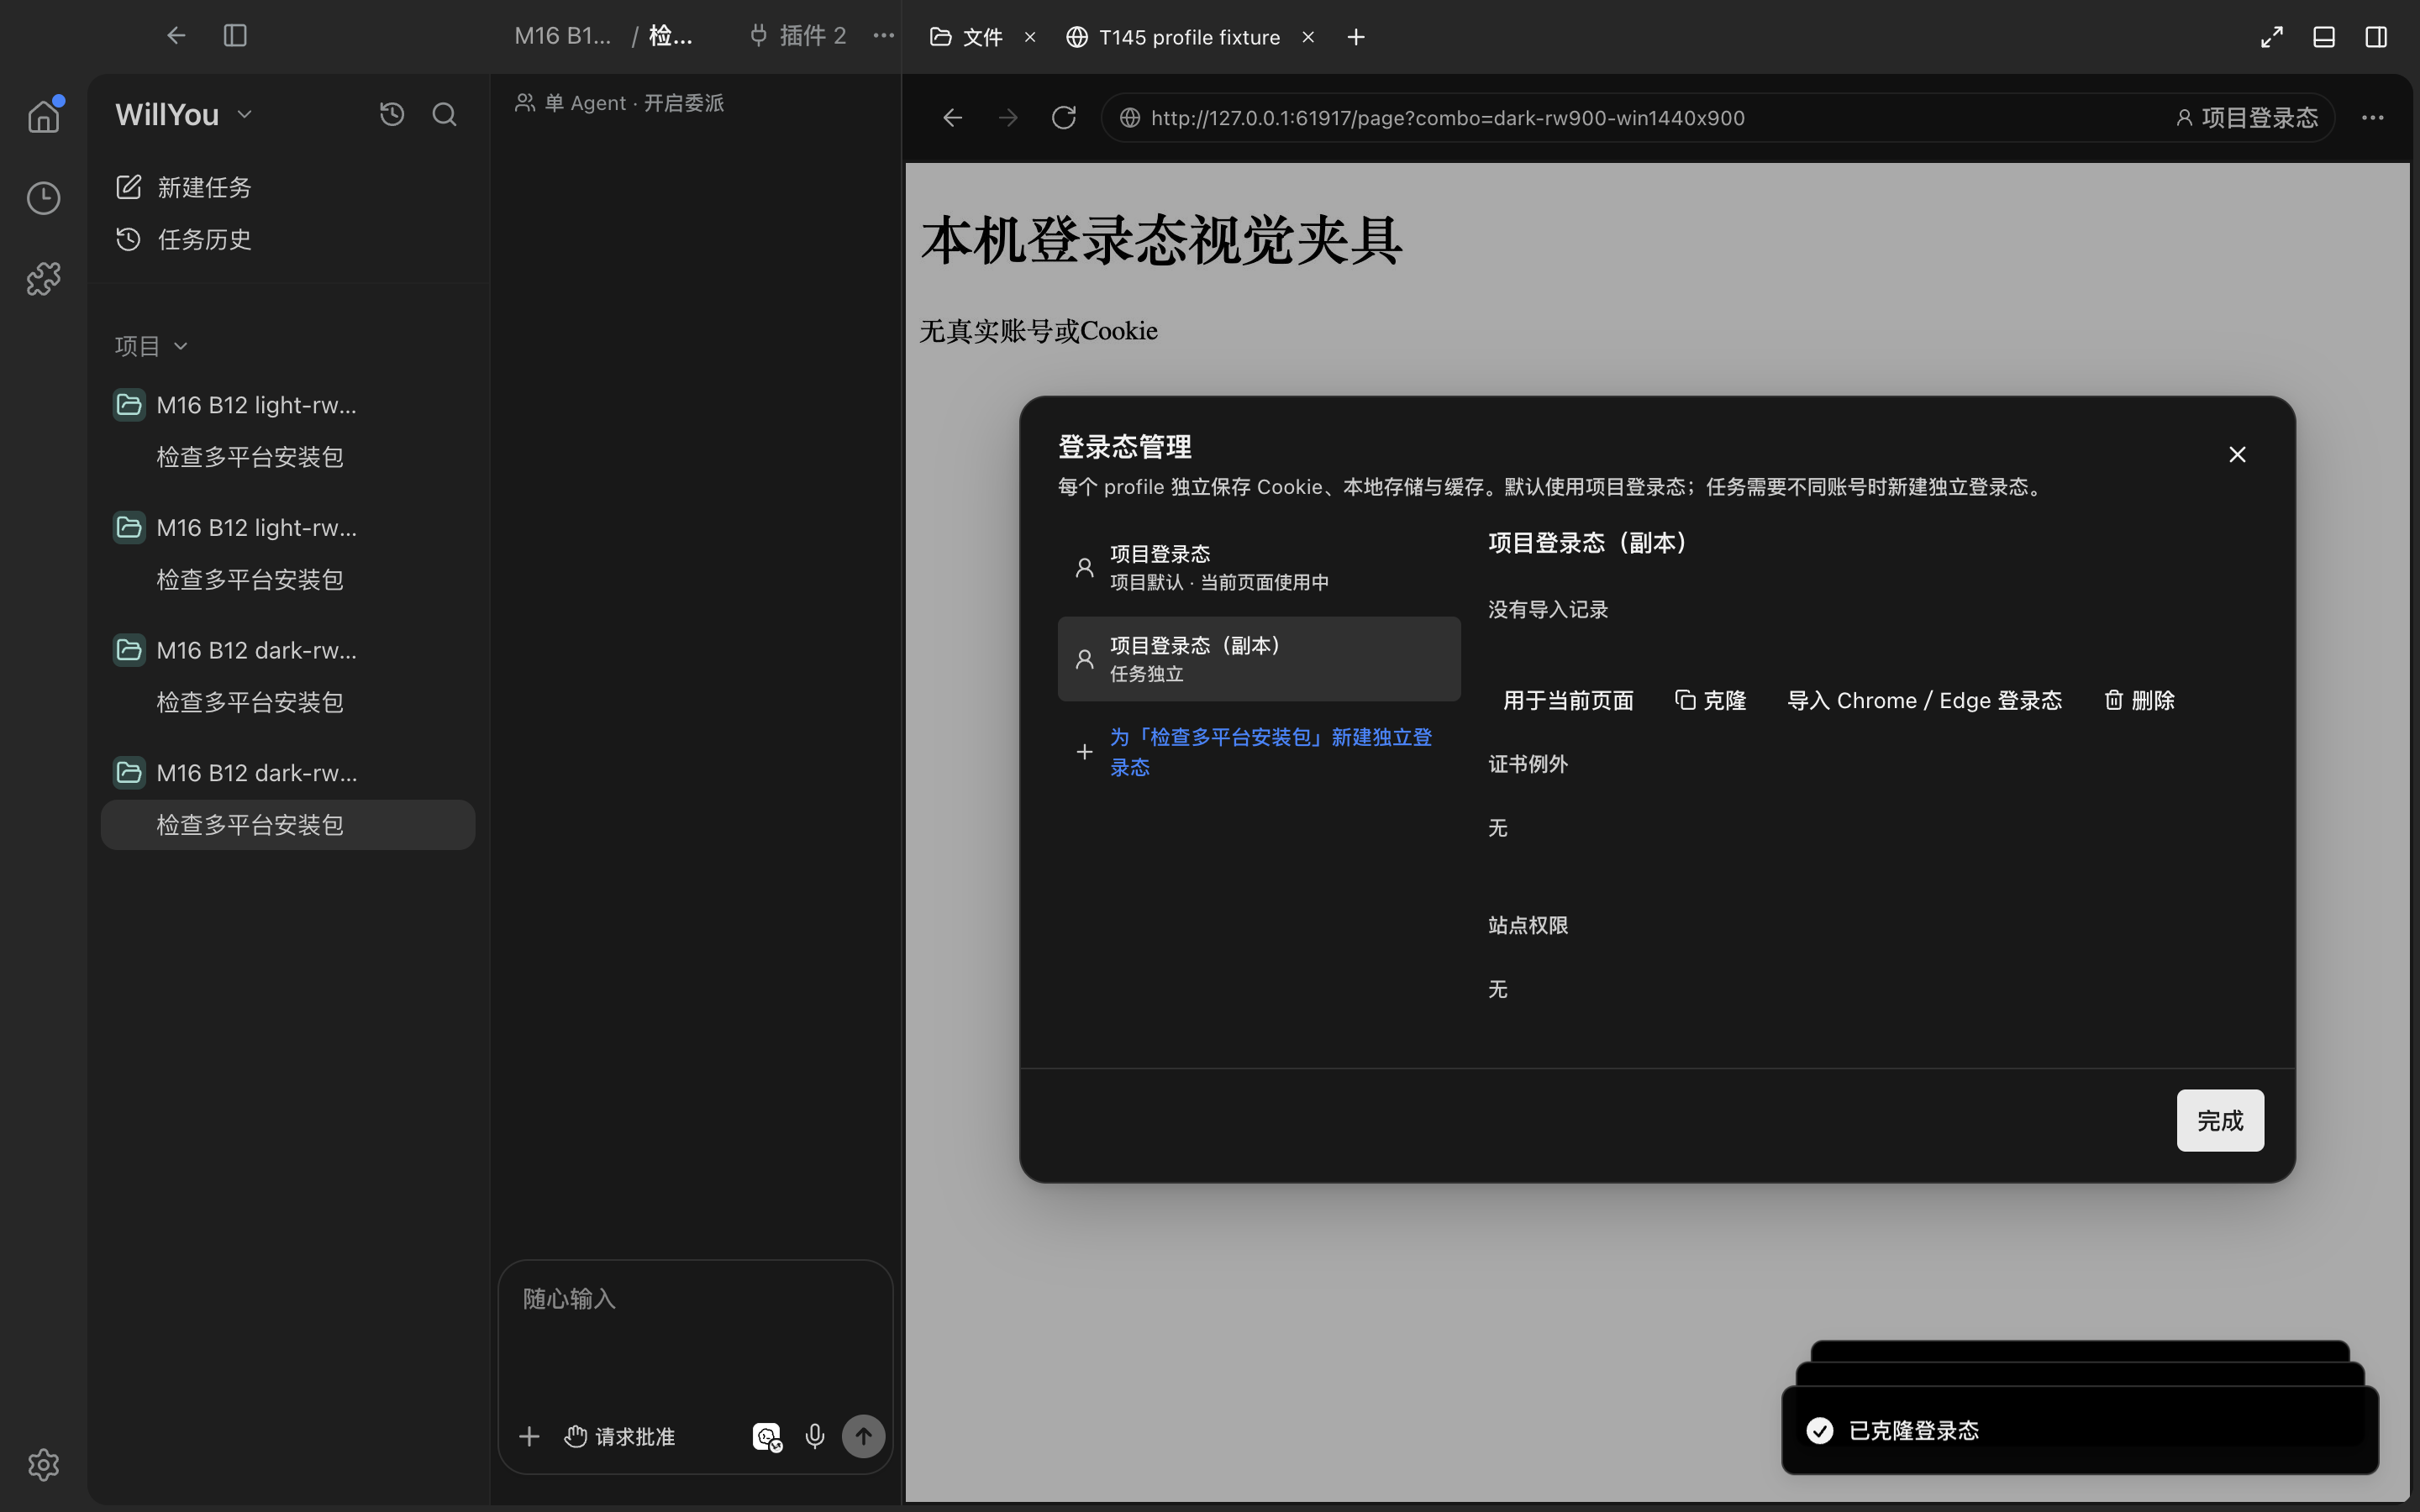 M16 B1... / 检...
插件 2
文件
T145 profile fixture
WillYou
新建任务
任务历史
项目
M16 B12 light-rw...
检查多平台安装包
M16 B12 light-rw...
检查多平台安装包
M16 B12 dark-rw...
检查多平台安装包
M16 B12 dark-rw...
检查多平台安装包
单 Agent · 开启委派
随心输入
请求批准
http://127.0.0.1:61917/page?combo=dark-rw900-win1440x900
项目登录态
本机登录态视觉夹具
无真实账号或Cookie
登录态管理
每个 profile 独立保存 Cookie、本地存储与缓存。默认使用项目登录态；任务需要不同账号时新建独立登录态。
项目登录态
项目默认 · 当前页面使用中
项目登录态（副本）
任务独立
为「检查多平台安装包」新建独立登
录态
项目登录态（副本）
没有导入记录
用于当前页面
克隆
导入 Chrome / Edge 登录态
删除
证书例外
无
站点权限
无
完成
已克隆登录态